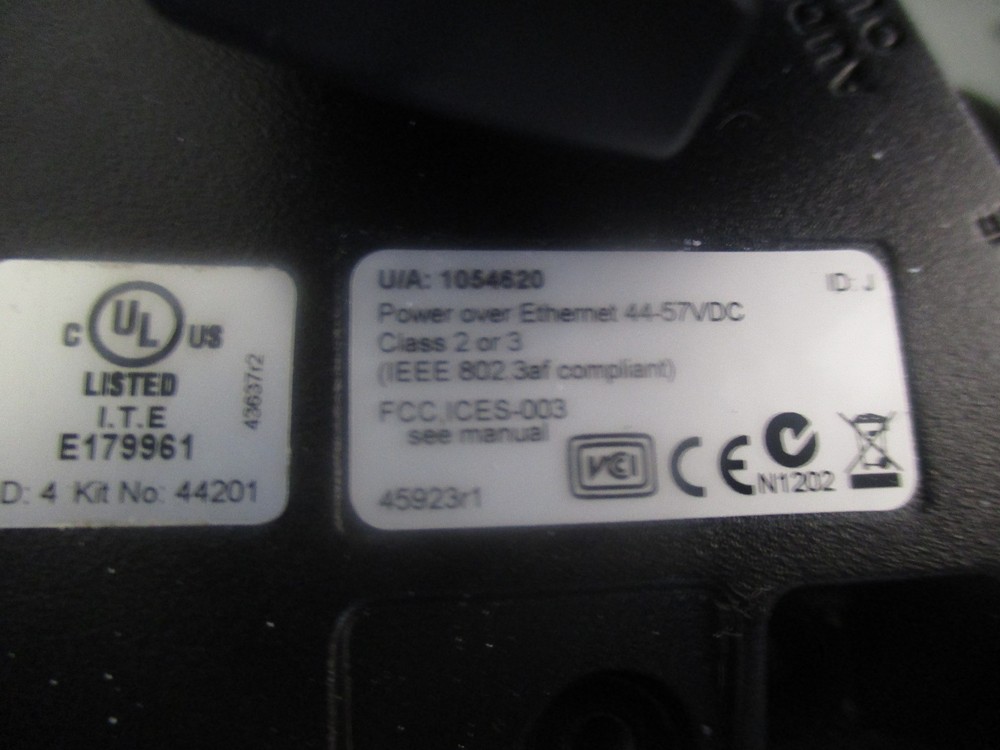 C UL US
LISTED
I.T.E
E179961
43637r2
D: 4 Kit No: 44201
U/A: 1054620
ID: J
Power over Ethernet 44-57VDC
Class 2 or 3
(IEEE 802.3af compliant)
FCC,ICES-003
see manual
45923r1
VCI
CE
N1202